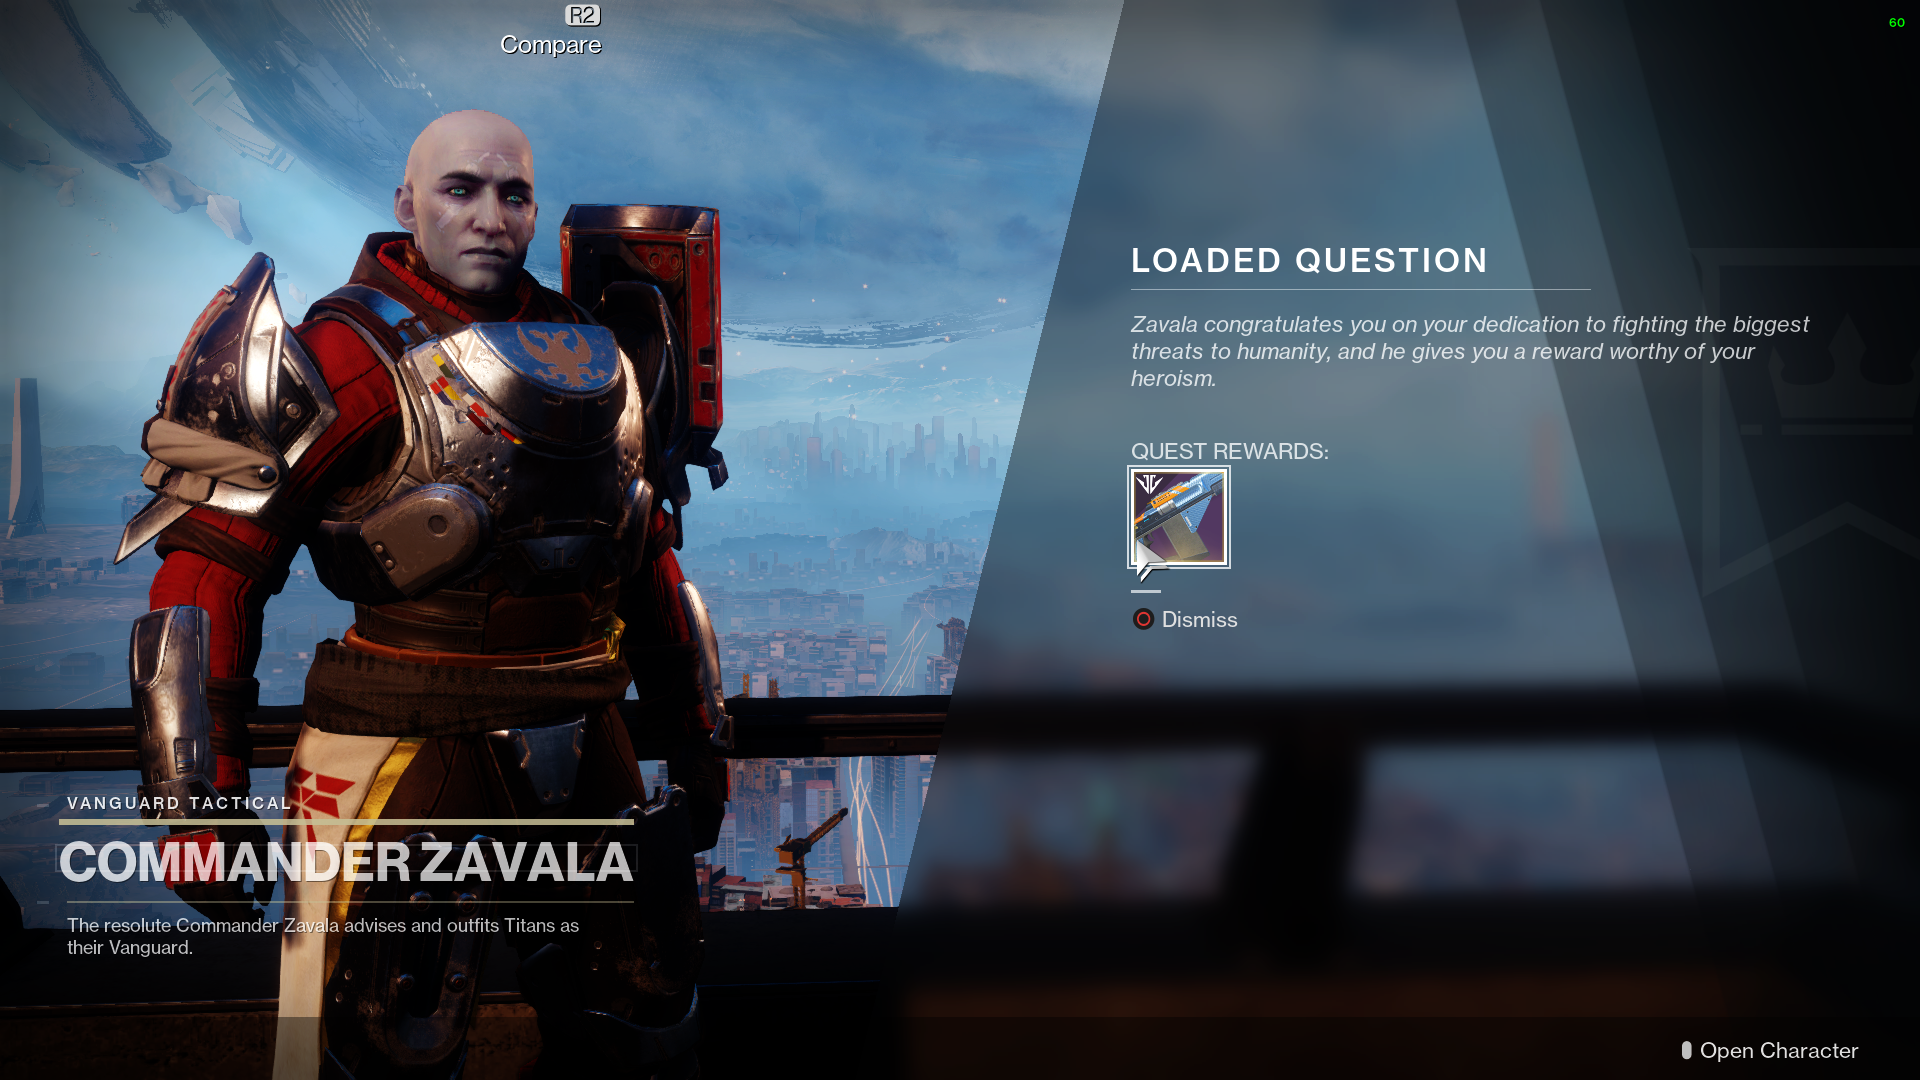 R2
Compare
60
LOADED QUESTION
Zavala congratulates you on your dedication to fighting the biggest
threats to humanity, and he gives you a reward worthy of your
heroism.
QUEST REWARDS:
Dismiss
VANGUARD TACTICAL
COMMANDER ZAVALA
The resolute Commander Zavala advises and outfits Titans as
their Vanguard.
Open Character